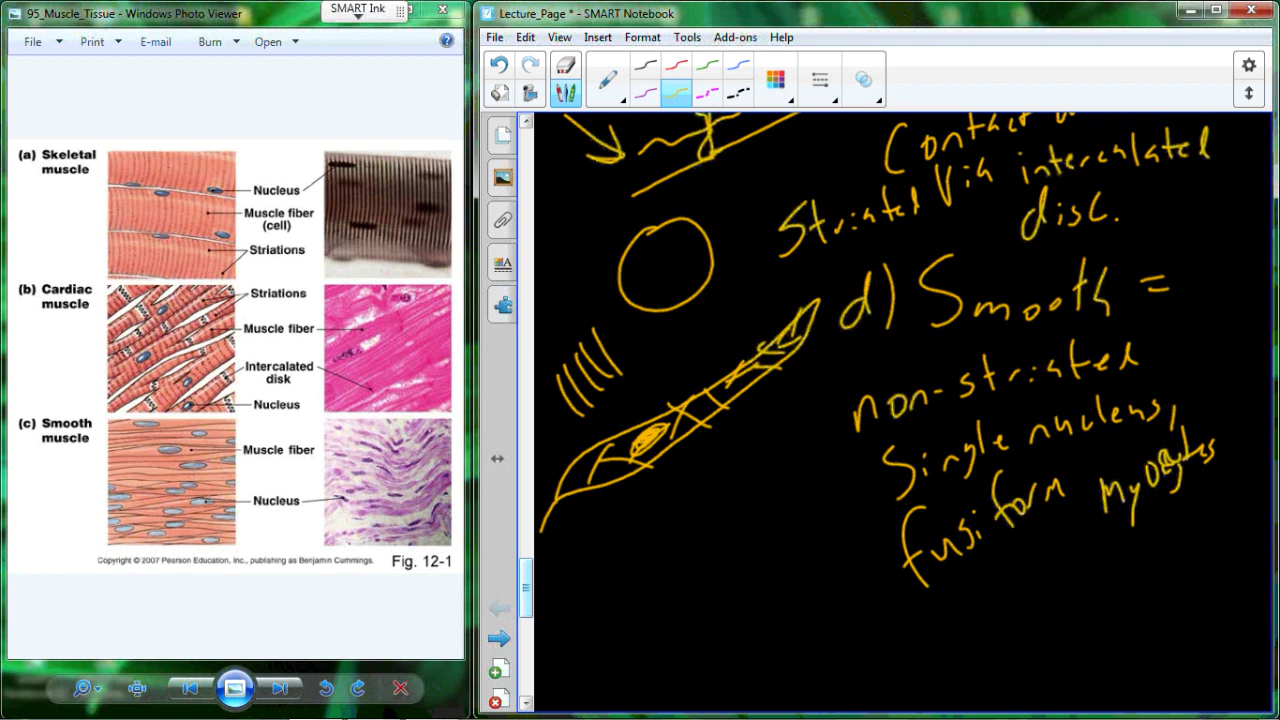 95_Muscle_Tissue - Windows Photo Viewer
SMART Ink
File Print E-mail Burn Open
(a) Skeletal
muscle
Nucleus
Muscle fiber
(cell)
Striations
(b) Cardiac
muscle
Striations
Muscle fiber
Intercalated
disk
Nucleus
(c) Smooth
muscle
Muscle fiber
Nucleus
Copyright © 2007 Pearson Education, Inc., publishing as Benjamin Cummings.
Fig. 12-1
Lecture_Page * - SMART Notebook
File Edit View Insert Format Tools Add-ons Help
Contact
Striated Via intercalated
disc.
d) Smooth =
non-striated
Single nucleus,
fusiform myocytes